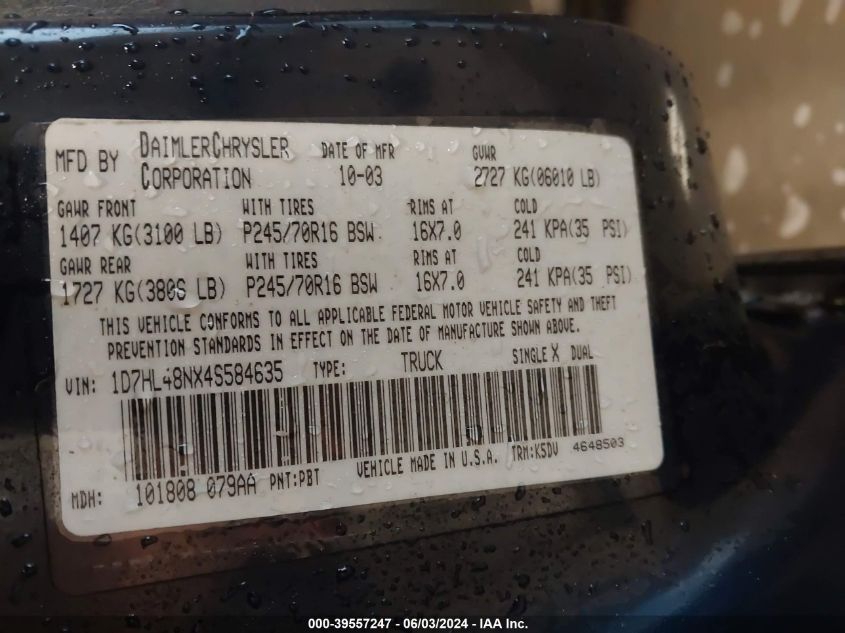 MFD BY DAIMLERCHRYSLER CORPORATION DATE OF MFR 10-03 GVWR 2727 KG(06010 LB)
GAWR FRONT WITH TIRES RIMS AT COLD
1407 KG(3100 LB) P245/70R16 BSW 16X7.0 241 KPA(35 PSI)
GAWR REAR WITH TIRES RIMS AT COLD
1727 KG(3806 LB) P245/70R16 BSW 16X7.0 241 KPA(35 PSI)
THIS VEHICLE CONFORMS TO ALL APPLICABLE FEDERAL MOTOR VEHICLE SAFETY AND THEFT
PREVENTION STANDARDS IN EFFECT ON THE DATE OF MANUFACTURE SHOWN ABOVE.
VIN: 1D7HL48NX4S584635 TYPE: TRUCK SINGLE X DUAL
MDH: 101808 079AA PNT:PBT VEHICLE MADE IN U.S.A. TRM:K5DV 4648503
000-39557247 - 06/03/2024 - IAA Inc.